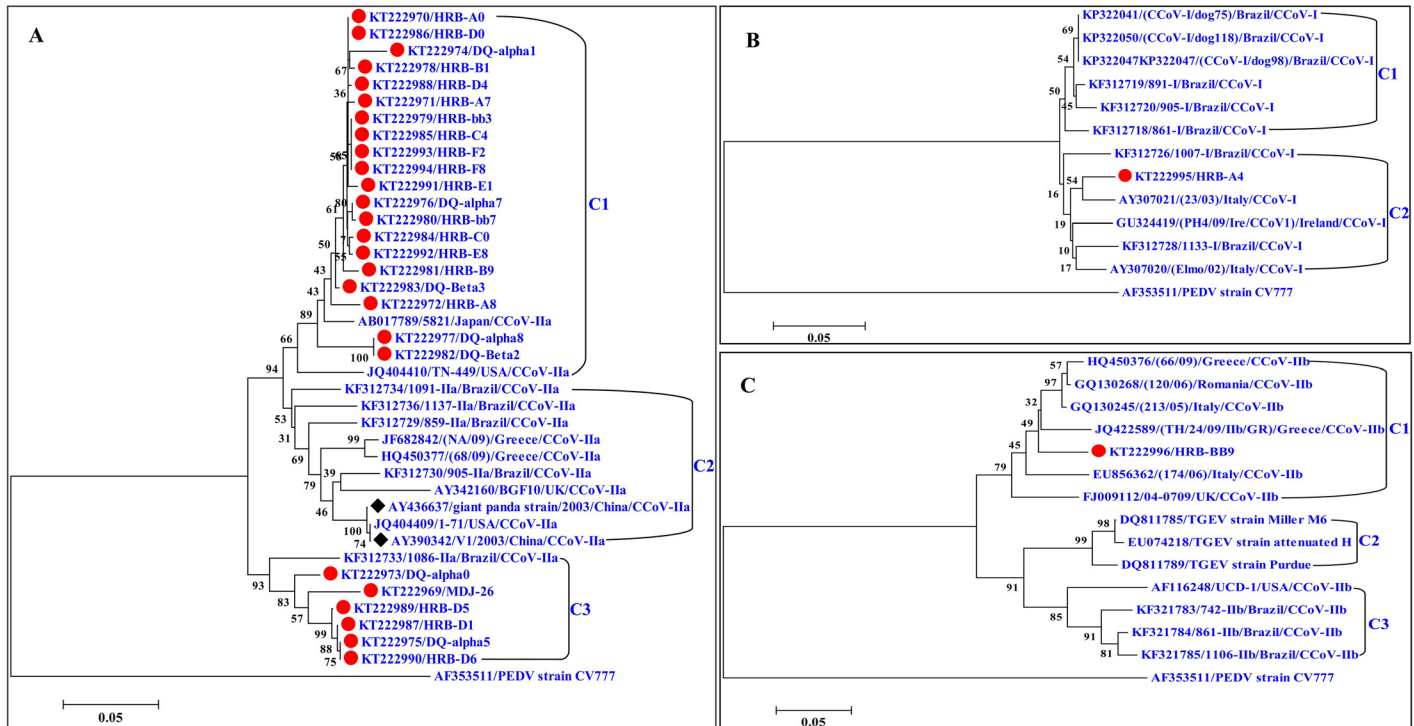 A
KT222970/HRB-A0
KT222986/HRB-D0
KT222974/DQ-alpha1
67
KT222978/HRB-B1
36
KT222988/HRB-D4
KT222971/HRB-A7
KT222979/HRB-bb3
KT222985/HRB-C4
KT222993/HRB-F2
KT222994/HRB-F8
KT222991/HRB-E1
80
KT222976/DQ-alpha7
61
KT222980/HRB-bb7
7
KT222984/HRB-C0
50
55
KT222992/HRB-E8
43
KT222981/HRB-B9
43
KT222983/DQ-Beta3
KT222972/HRB-A8
89
AB017789/5821/Japan/CCoV-IIa
66
KT222977/DQ-alpha8
100
KT222982/DQ-Beta2
94
JQ404410/TN-449/USA/CCoV-IIa
C1
KF312734/1091-IIa/Brazil/CCoV-IIa
53
KF312736/1137-IIa/Brazil/CCoV-IIa
31
KF312729/859-IIa/Brazil/CCoV-IIa
69
99
JF682842/(NA/09)/Greece/CCoV-IIa
HQ450377/(68/09)/Greece/CCoV-IIa
79
39
KF312730/905-IIa/Brazil/CCoV-IIa
AY342160/BGF10/UK/CCoV-IIa
46
AY436637/giant panda strain/2003/China/CCoV-IIa
100
JQ404409/1-71/USA/CCoV-IIa
74
AY390342/V1/2003/China/CCoV-IIa
C2
KF312733/1086-IIa/Brazil/CCoV-IIa
93
KT222973/DQ-alpha0
83
KT222969/MDJ-26
57
KT222989/HRB-D5
99
KT222987/HRB-D1
88
KT222975/DQ-alpha5
75
KT222990/HRB-D6
C3
AF353511/PEDV strain CV777
0.05
B
KP322041/(CCoV-I/dog75)/Brazil/CCoV-I
69
KP322050/(CCoV-I/dog118)/Brazil/CCoV-I
54
KP322047KP322047/(CCoV-I/dog98)/Brazil/CCoV-I
50
KF312719/891-I/Brazil/CCoV-I
45
KF312720/905-I/Brazil/CCoV-I
KF312718/861-I/Brazil/CCoV-I
C1
KF312726/1007-I/Brazil/CCoV-I
54
KT222995/HRB-A4
16
AY307021/(23/03)/Italy/CCoV-I
19
GU324419/(PH4/09/Ire/CCoV1)/Ireland/CCoV-I
10
KF312728/1133-I/Brazil/CCoV-I
17
AY307020/(Elmo/02)/Italy/CCoV-I
C2
AF353511/PEDV strain CV777
0.05
C
HQ450376/(66/09)/Greece/CCoV-IIb
57
97
GQ130268/(120/06)/Romania/CCoV-IIb
32
GQ130245/(213/05)/Italy/CCoV-IIb
49
JQ422589/(TH/24/09/IIb/GR)/Greece/CCoV-IIb
45
KT222996/HRB-BB9
79
EU856362/(174/06)/Italy/CCoV-IIb
FJ009112/04-0709/UK/CCoV-IIb
C1
98
DQ811785/TGEV strain Miller M6
99
EU074218/TGEV strain attenuated H
DQ811789/TGEV strain Purdue
C2
91
AF116248/UCD-1/USA/CCoV-IIb
85
KF321783/742-IIb/Brazil/CCoV-IIb
91
KF321784/861-IIb/Brazil/CCoV-IIb
81
KF321785/1106-IIb/Brazil/CCoV-IIb
C3
AF353511/PEDV strain CV777
0.05